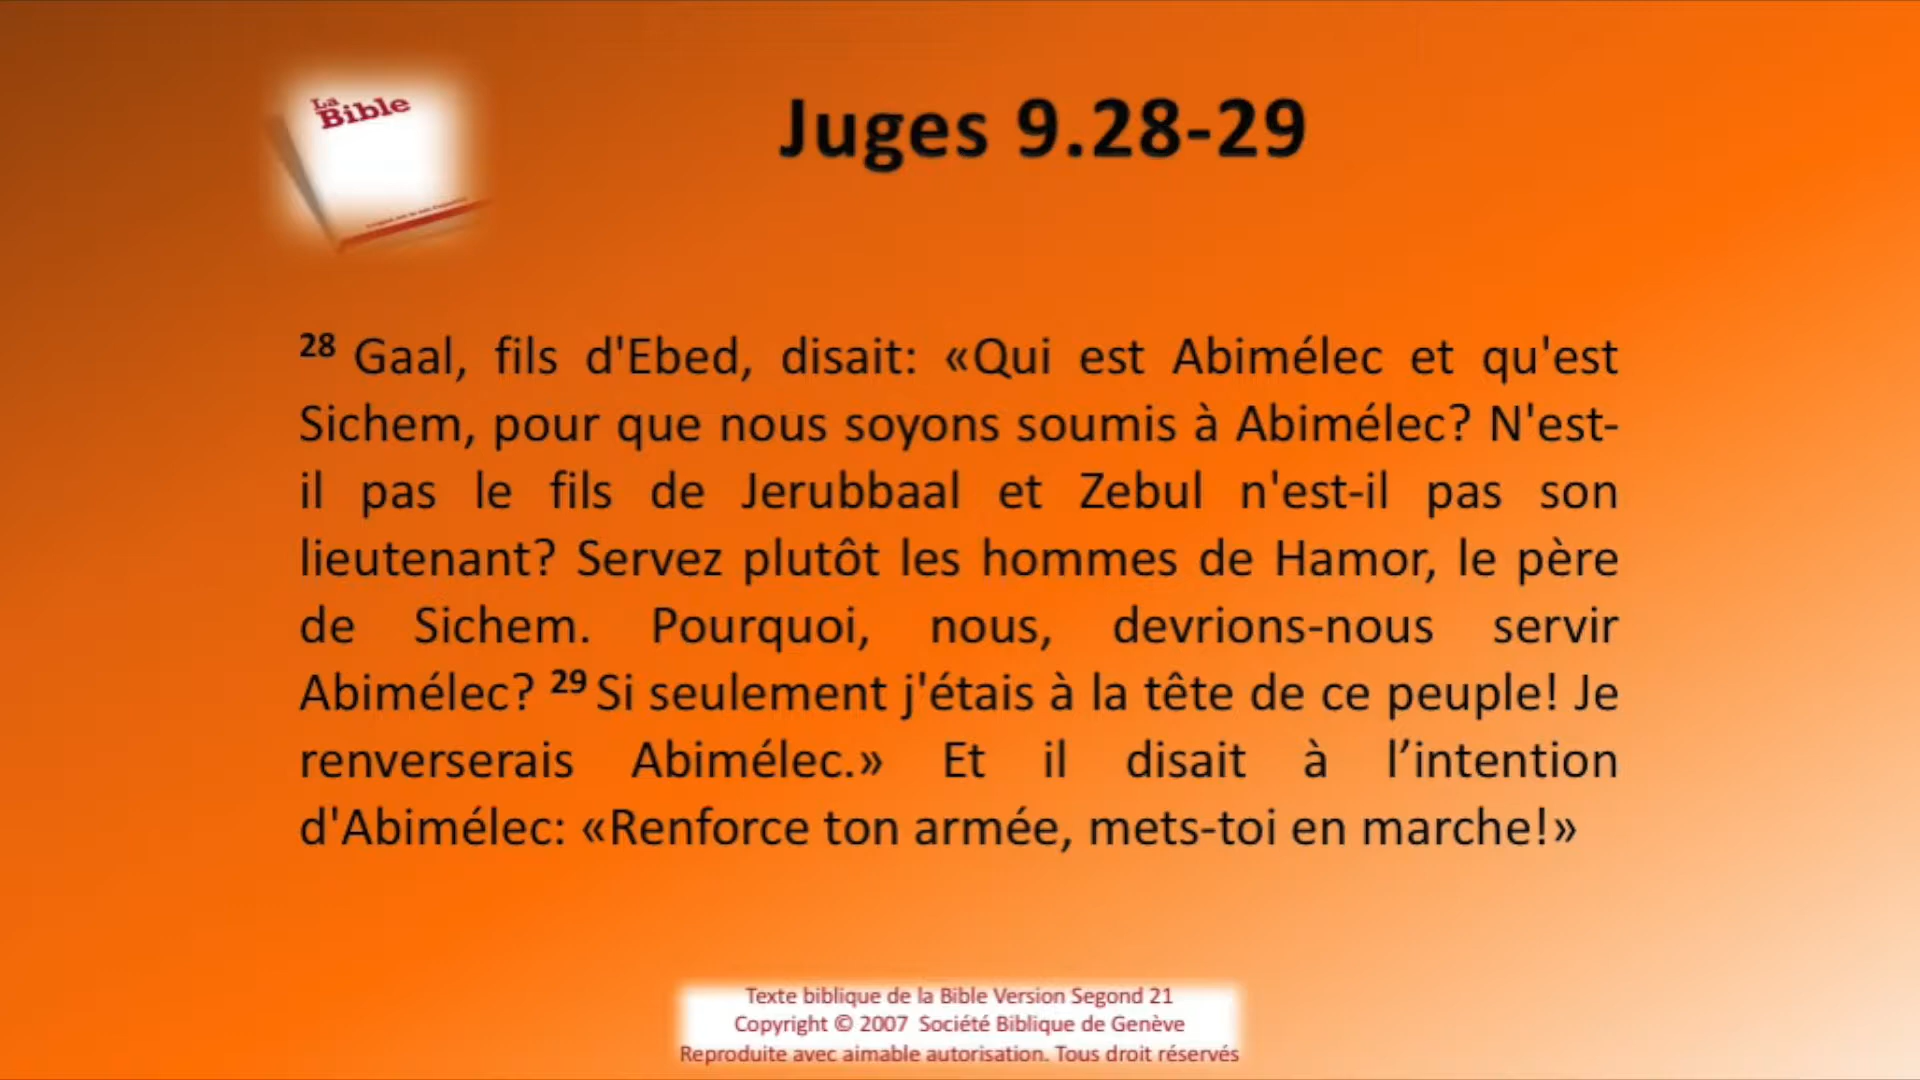 La
Bible
Juges 9.28-29
28 Gaal, fils d'Ebed, disait: «Qui est Abimélec et qu'est
Sichem, pour que nous soyons soumis à Abimélec? N'est-
il pas le fils de Jerubbaal et Zebul n'est-il pas son
lieutenant? Servez plutôt les hommes de Hamor, le père
de Sichem. Pourquoi, nous, devrions-nous servir
Abimélec? 29 Si seulement j'étais à la tête de ce peuple! Je
renverserais Abimélec.» Et il disait à l’intention
d'Abimélec: «Renforce ton armée, mets-toi en marche!»
Texte biblique de la Bible Version Segond 21
Copyright © 2007 Société Biblique de Genève
Reproduite avec aimable autorisation. Tous droit réservés